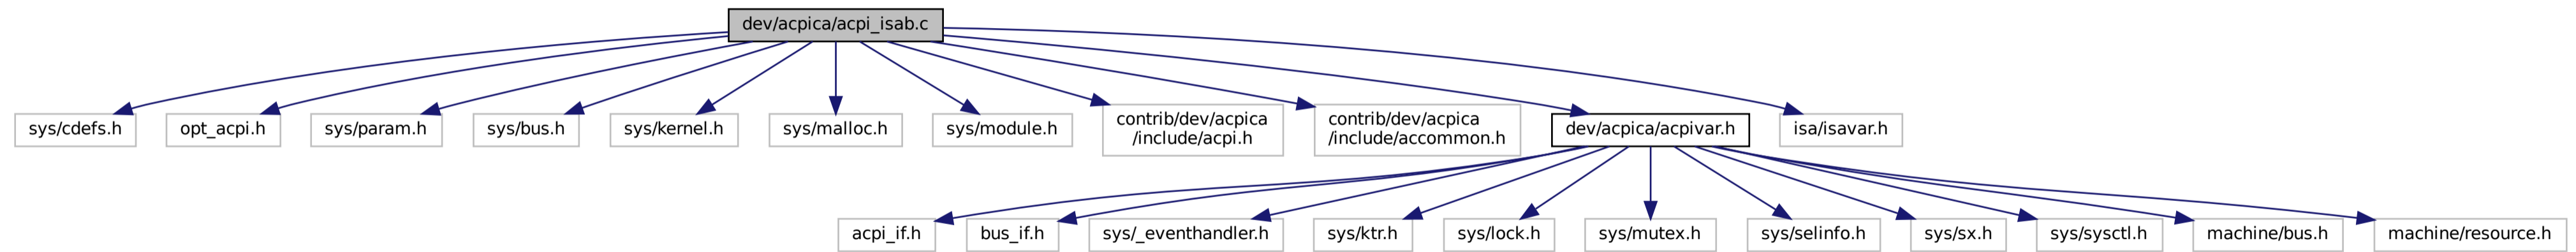 dev/acpica/acpi_isab.c
sys/cdefs.h
opt_acpi.h
sys/param.h
sys/bus.h
sys/kernel.h
sys/malloc.h
sys/module.h
contrib/dev/acpica
/include/acpi.h
contrib/dev/acpica
/include/accommon.h
dev/acpica/acpivar.h
isa/isavar.h
acpi_if.h
bus_if.h
sys/_eventhandler.h
sys/ktr.h
sys/lock.h
sys/mutex.h
sys/selinfo.h
sys/sx.h
sys/sysctl.h
machine/bus.h
machine/resource.h